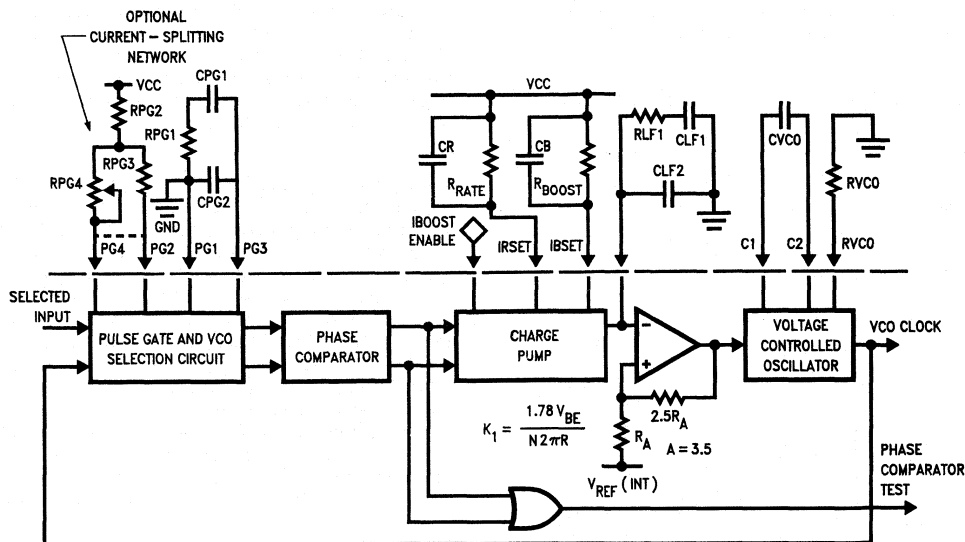 OPTIONAL
CURRENT – SPLITTING
NETWORK
VCC
RPG2
RPG3
RPG4
CPG1
RPG1
CPG2
GND
PG4
PG2
PG1
PG3
VCC
CR
RRATE
CB
RBOOST
IBOOST
ENABLE
IRSET
IBSET
RLF1
CLF1
CLF2
CVCO
RVCO
C1
C2
RVCO
SELECTED
INPUT
PULSE GATE AND VCO
SELECTION CIRCUIT
PHASE
COMPARATOR
CHARGE
PUMP
−
+
VOLTAGE
CONTROLLED
OSCILLATOR
VCO CLOCK
2.5RA
RA
A = 3.5
VREF (INT)
K1 = 1.78 VBE / N2πR
PHASE
COMPARATOR
TEST